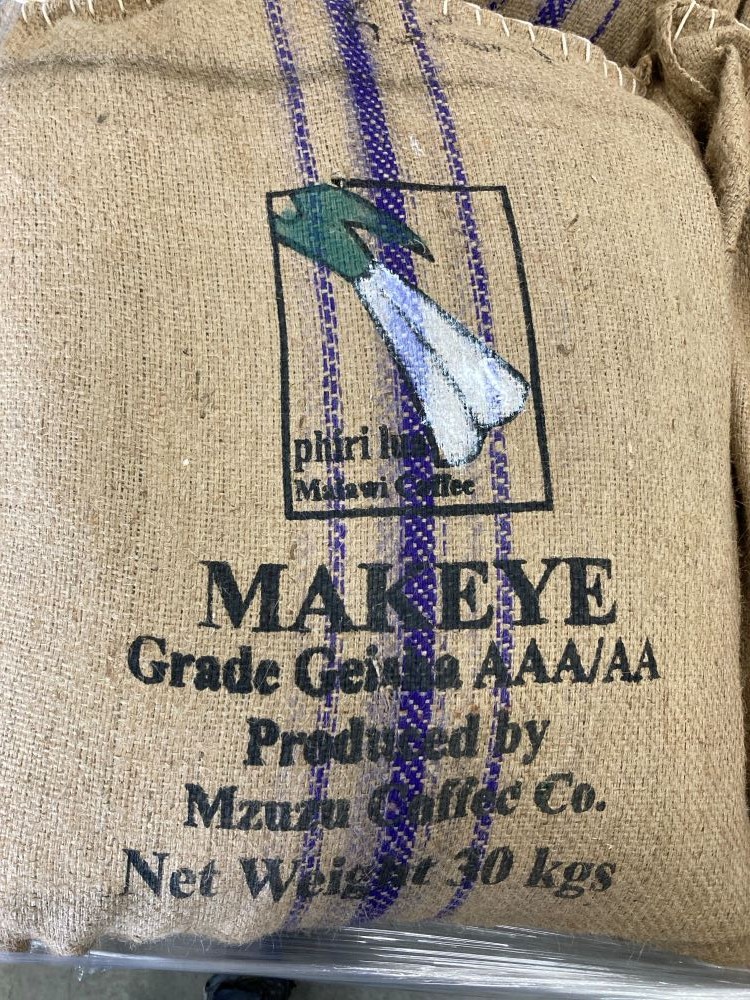 phiri
Malawi Coffee
MAKEYE
Grade Geisha AAA/AA
Produced by
Mzuzu Coffee Co.
Net Weight 30 kgs